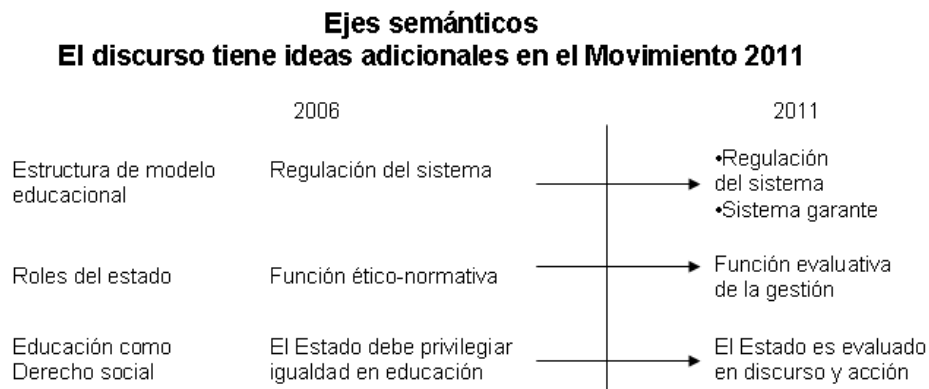 Ejes semánticos
El discurso tiene ideas adicionales en el Movimiento 2011
2006
2011
Estructura de modelo
educacional
Regulación del sistema
•Regulación
del sistema
•Sistema garante
Roles del estado
Función ético-normativa
Función evaluativa
de la gestión
Educación como
Derecho social
El Estado debe privilegiar
igualdad en educación
El Estado es evaluado
en discurso y acción